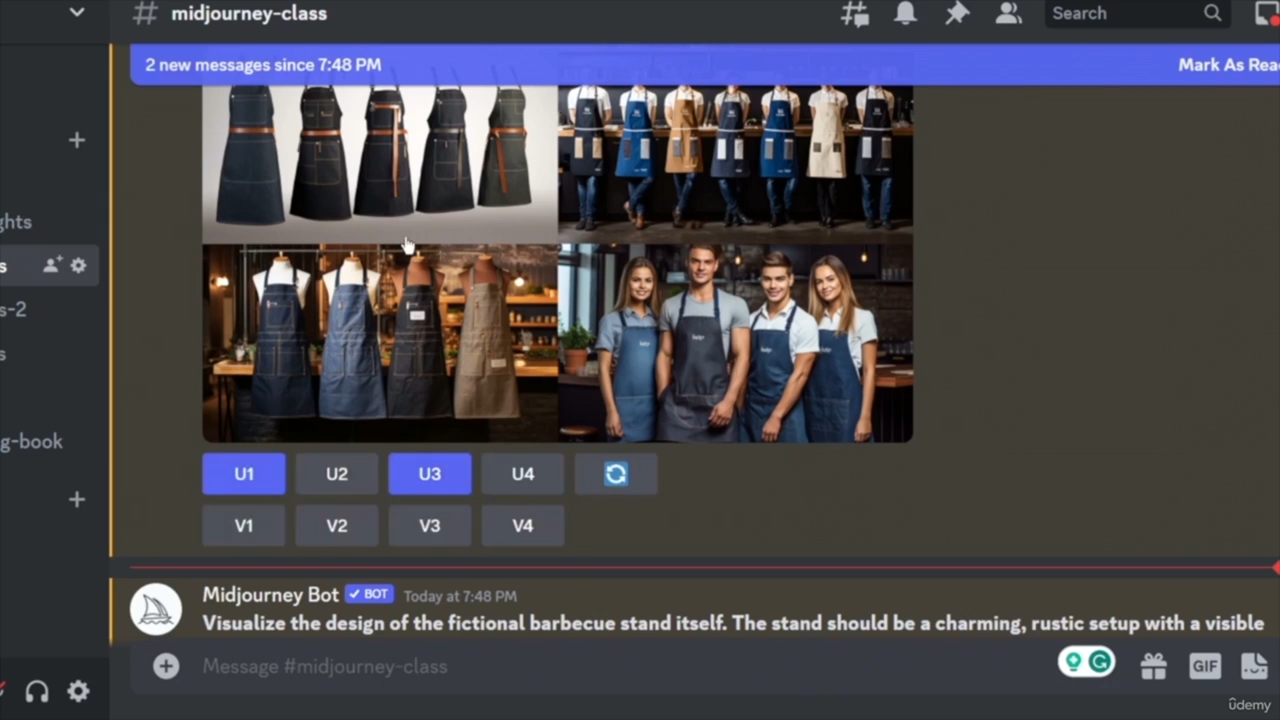 # midjourney-class
Search
2 new messages since 7:48 PM
Mark As Rea
ghts
s
s-2
s
g-book
U1 U2 U3 U4
V1 V2 V3 V4
Midjourney Bot ✓ BOT Today at 7:48 PM
Visualize the design of the fictional barbecue stand itself. The stand should be a charming, rustic setup with a visible
Message #midjourney-class
GIF
ûdemy